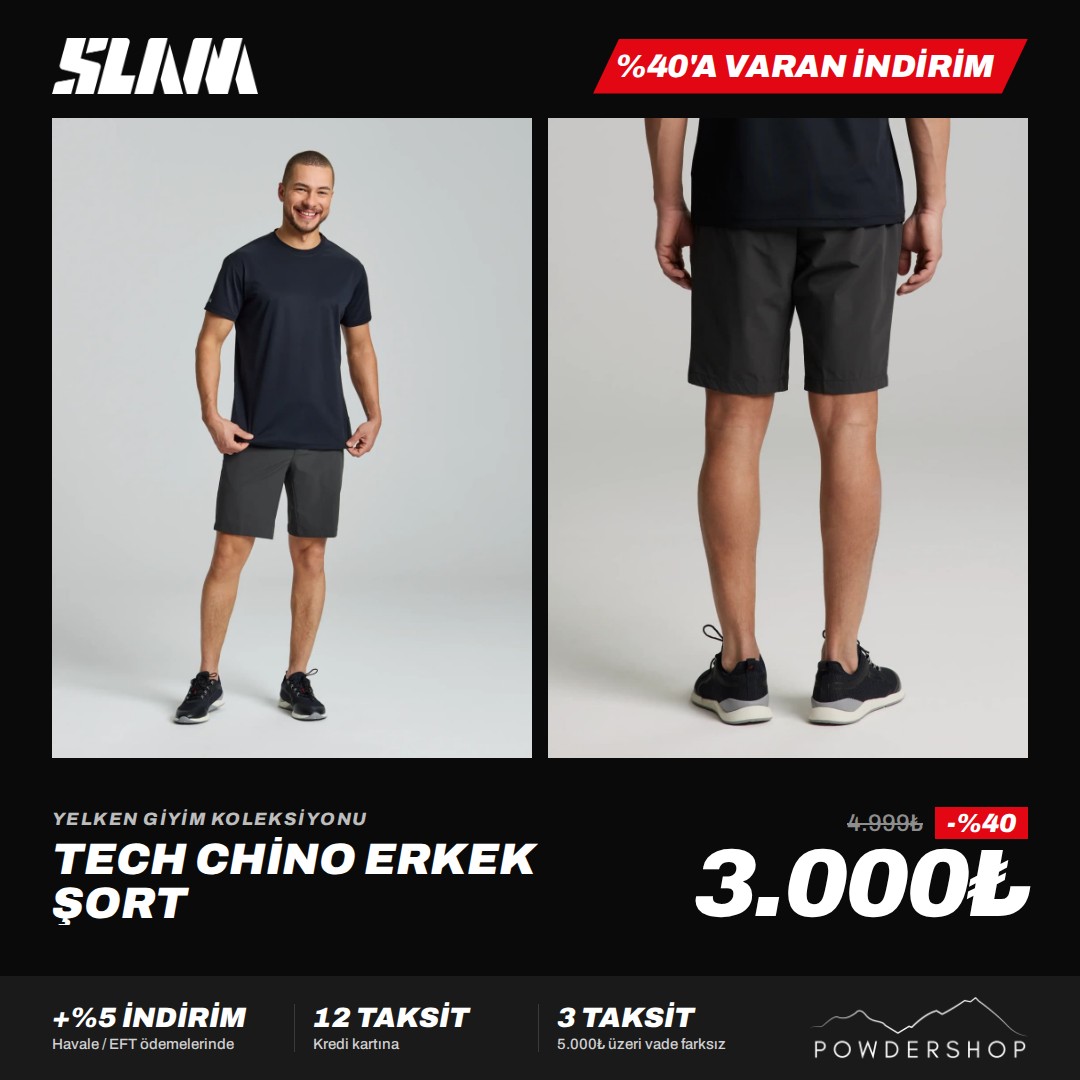 SLAM
%40'A VARAN İNDİRİM
YELKEN GİYİM KOLEKSİYONU
TECH CHİNO ERKEK
ŞORT
4.999₺
-%40
3.000₺
+%5 İNDİRİM
Havale / EFT ödemelerinde
12 TAKSİT
Kredi kartına
3 TAKSİT
5.000₺ üzeri vade farksız
POWDERSHOP